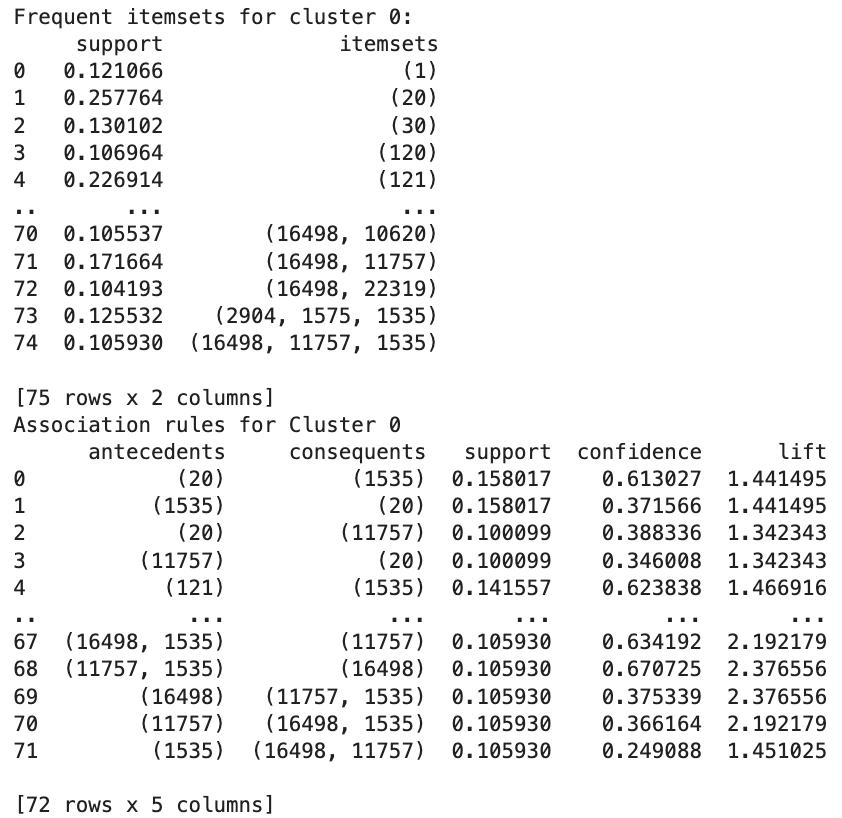 Frequent itemsets for cluster 0:
support itemsets
0 0.121066 (1)
1 0.257764 (20)
2 0.130102 (30)
3 0.106964 (120)
4 0.226914 (121)
.. ... ...
70 0.105537 (16498, 10620)
71 0.171664 (16498, 11757)
72 0.104193 (16498, 22319)
73 0.125532 (2904, 1575, 1535)
74 0.105930 (16498, 11757, 1535)
[75 rows x 2 columns]
Association rules for Cluster 0
antecedents consequents support confidence lift
0 (20) (1535) 0.158017 0.613027 1.441495
1 (1535) (20) 0.158017 0.371566 1.441495
2 (20) (11757) 0.100099 0.388336 1.342343
3 (11757) (20) 0.100099 0.346008 1.342343
4 (121) (1535) 0.141557 0.623838 1.466916
.. ... ... ... ... ...
67 (16498, 1535) (11757) 0.105930 0.634192 2.192179
68 (11757, 1535) (16498) 0.105930 0.670725 2.376556
69 (16498) (11757, 1535) 0.105930 0.375339 2.376556
70 (11757) (16498, 1535) 0.105930 0.366164 2.192179
71 (1535) (16498, 11757) 0.105930 0.249088 1.451025
[72 rows x 5 columns]